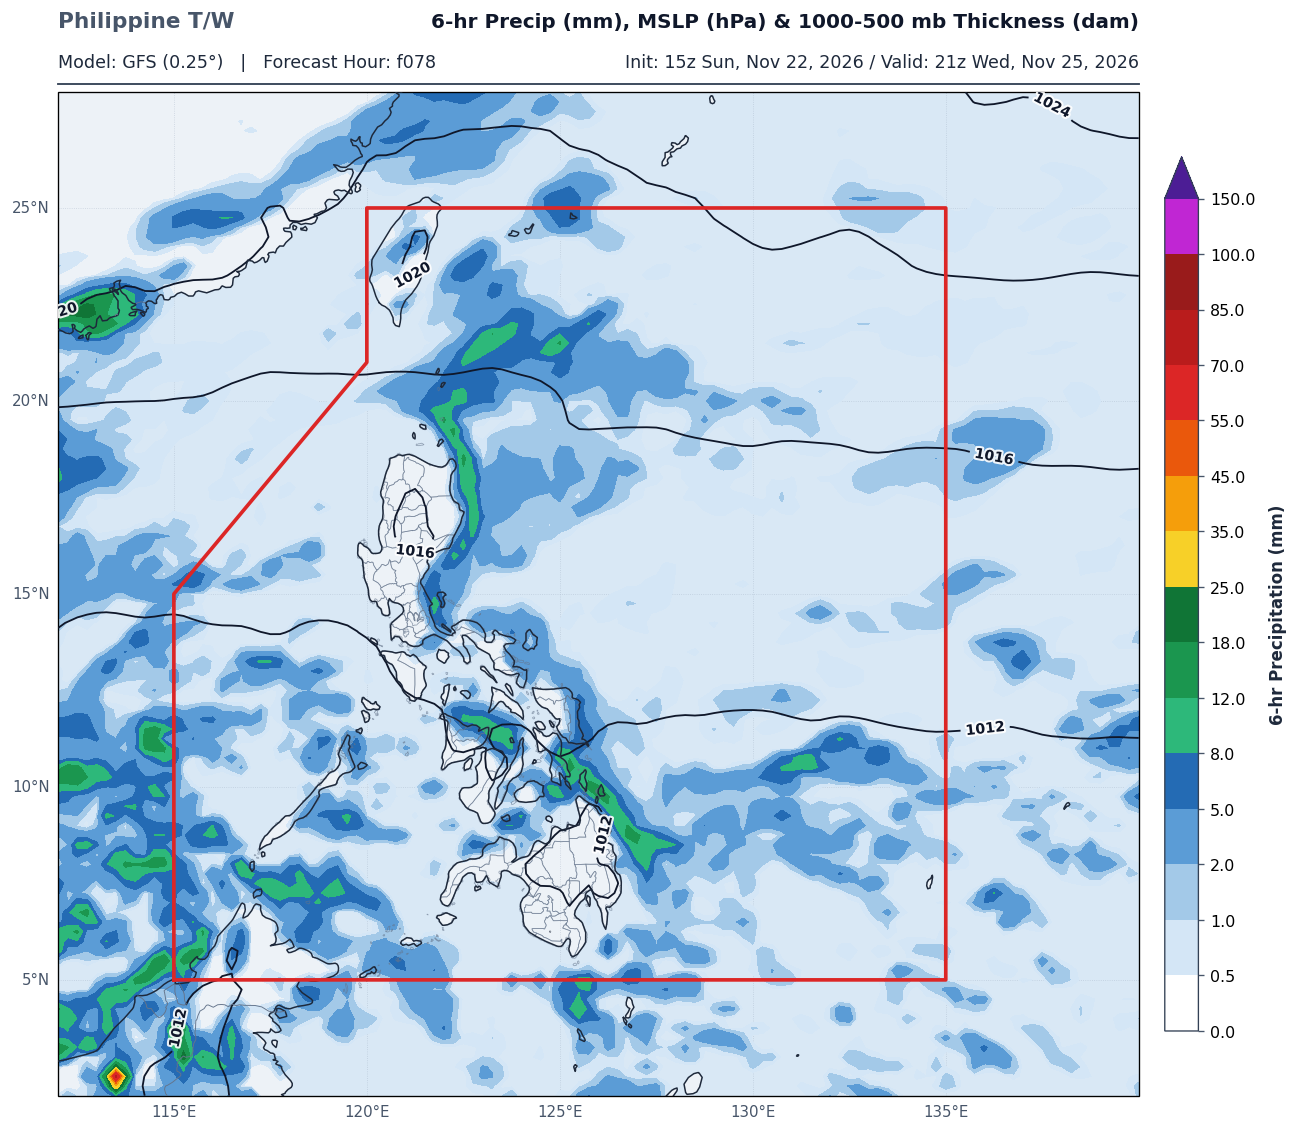 Philippine T/W
6-hr Precip (mm), MSLP (hPa) & 1000-500 mb Thickness (dam)
Model: GFS (0.25°) | Forecast Hour: f078
Init: 15z Sun, Nov 22, 2026 / Valid: 21z Wed, Nov 25, 2026
1024
1020
20
1016
1016
1012
1012
1012
25°N
20°N
15°N
10°N
5°N
115°E
120°E
125°E
130°E
135°E
150.0
100.0
85.0
70.0
55.0
45.0
35.0
25.0
18.0
12.0
8.0
5.0
2.0
1.0
0.5
0.0
6-hr Precipitation (mm)